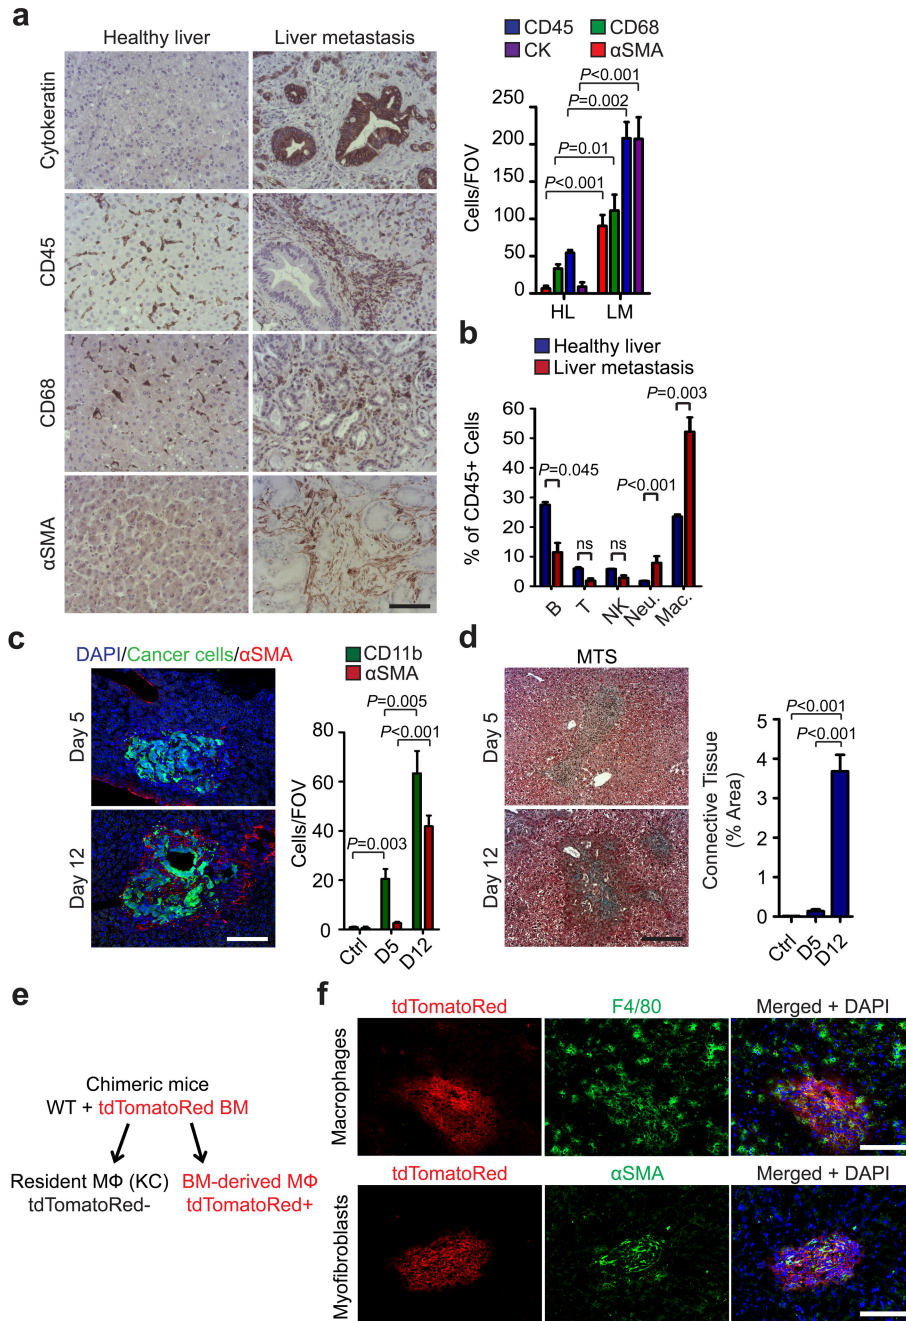 a
Healthy liver
Liver metastasis
Cytokeratin
CD45
CD68
αSMA
CD45
CD68
CK
αSMA
P<0.001
P=0.002
P=0.01
P<0.001
Cells/FOV
250
200
150
100
50
0
HL
LM
b
Healthy liver
Liver metastasis
P=0.003
P=0.045
P<0.001
ns
ns
% of CD45+ Cells
60
50
40
30
20
10
0
B
T
NK
Neu.
Mac.
c
DAPI/Cancer cells/αSMA
Day 5
Day 12
CD11b
αSMA
P=0.005
P<0.001
P=0.003
Cells/FOV
80
60
40
20
0
Ctrl
D5
D12
d
MTS
Day 5
Day 12
P<0.001
P<0.001
Connective Tissue
(% Area)
5
4
3
2
1
0
Ctrl
D5
D12
e
Chimeric mice
WT + tdTomatoRed BM
Resident MΦ (KC)
tdTomatoRed-
BM-derived MΦ
tdTomatoRed+
f
tdTomatoRed
F4/80
Merged + DAPI
Macrophages
tdTomatoRed
αSMA
Merged + DAPI
Myofibroblasts